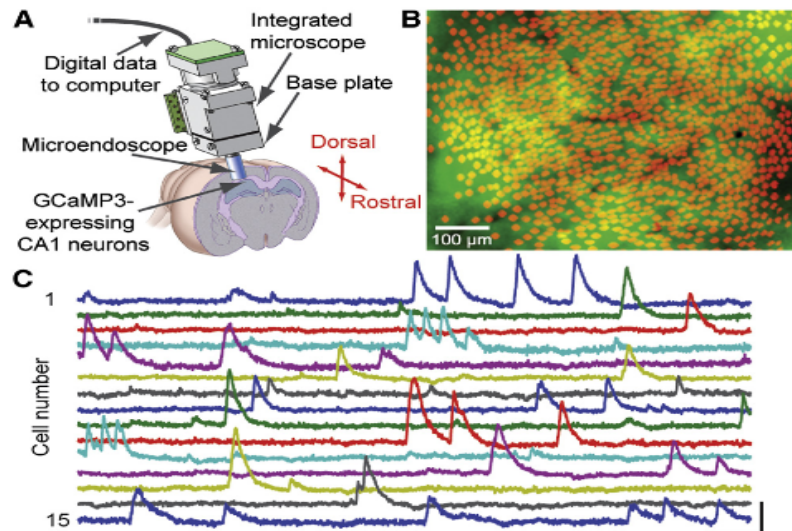 A
Integrated
microscope
Digital data
to computer
Base plate
Microendoscope
Dorsal
GCaMP3-
expressing
CA1 neurons
Rostral
B
100 µm
C
1
Cell number
15